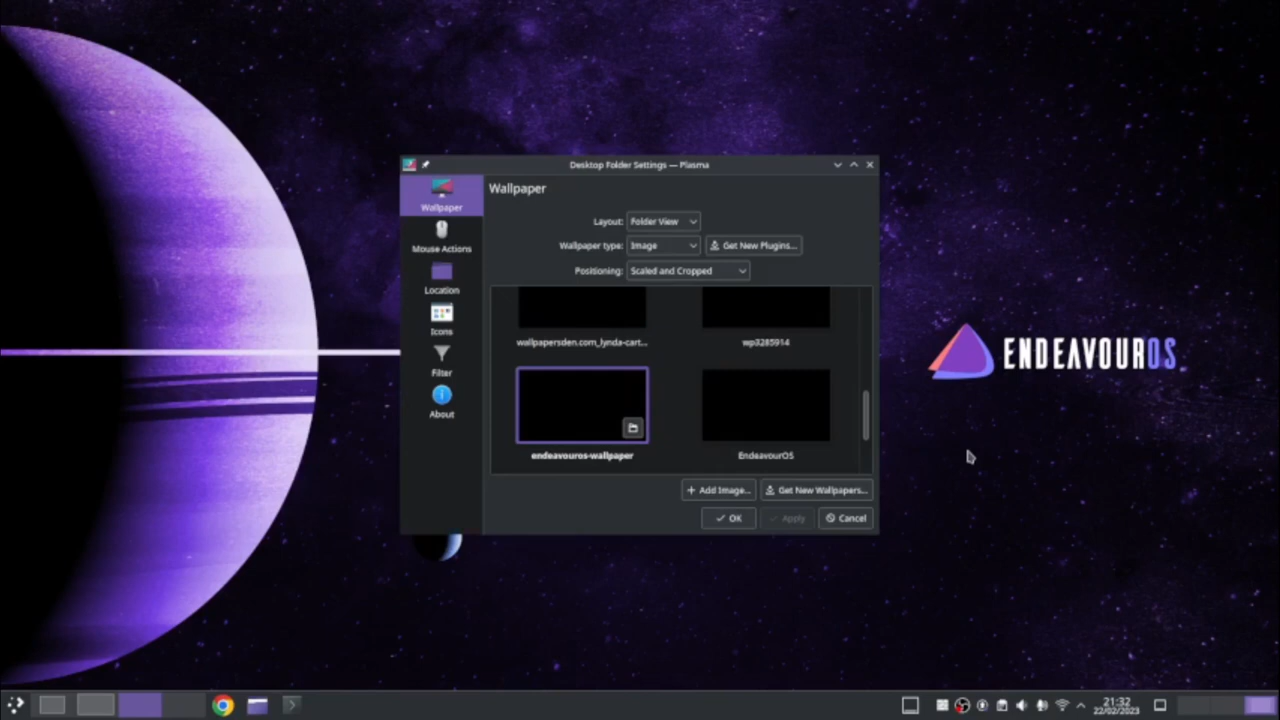 Desktop Folder Settings — Plasma
Wallpaper
Wallpaper
Mouse Actions
Location
Icons
Filter
About
Layout: Folder View
Wallpaper type: Image Get New Plugins...
Positioning: Scaled and Cropped
wallpapersden.com_lynda-cart... wp3285914
endeavouros-wallpaper EndeavourOS
+ Add Image... Get New Wallpapers...
OK Apply Cancel
ENDEAVOUROS
21:32
22/02/2023